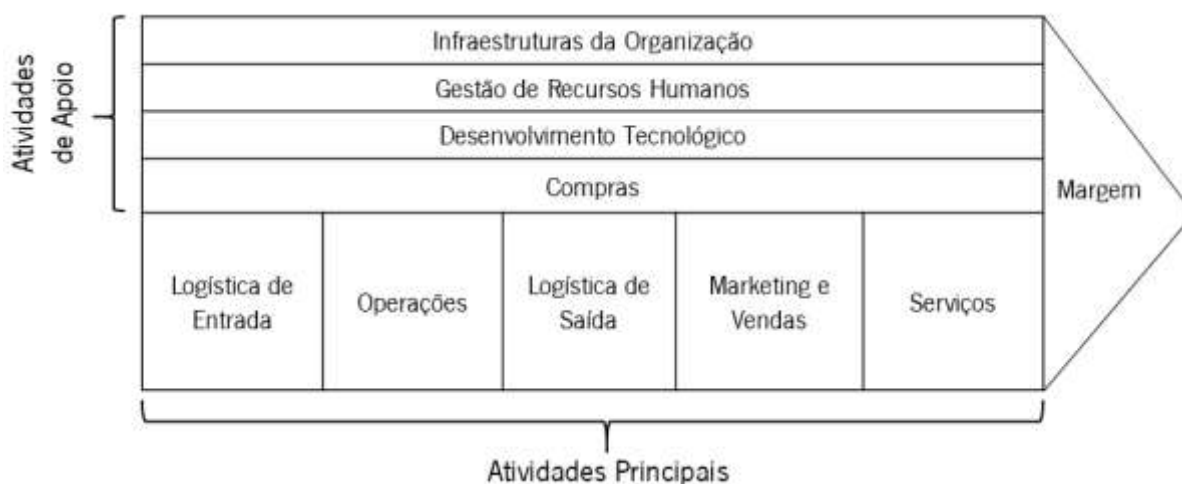 Atividades
de Apoio
Infraestruturas da Organização
Gestão de Recursos Humanos
Desenvolvimento Tecnológico
Compras
Margem
Logística de
Entrada
Operações
Logística de
Saída
Marketing e
Vendas
Serviços
Atividades Principais